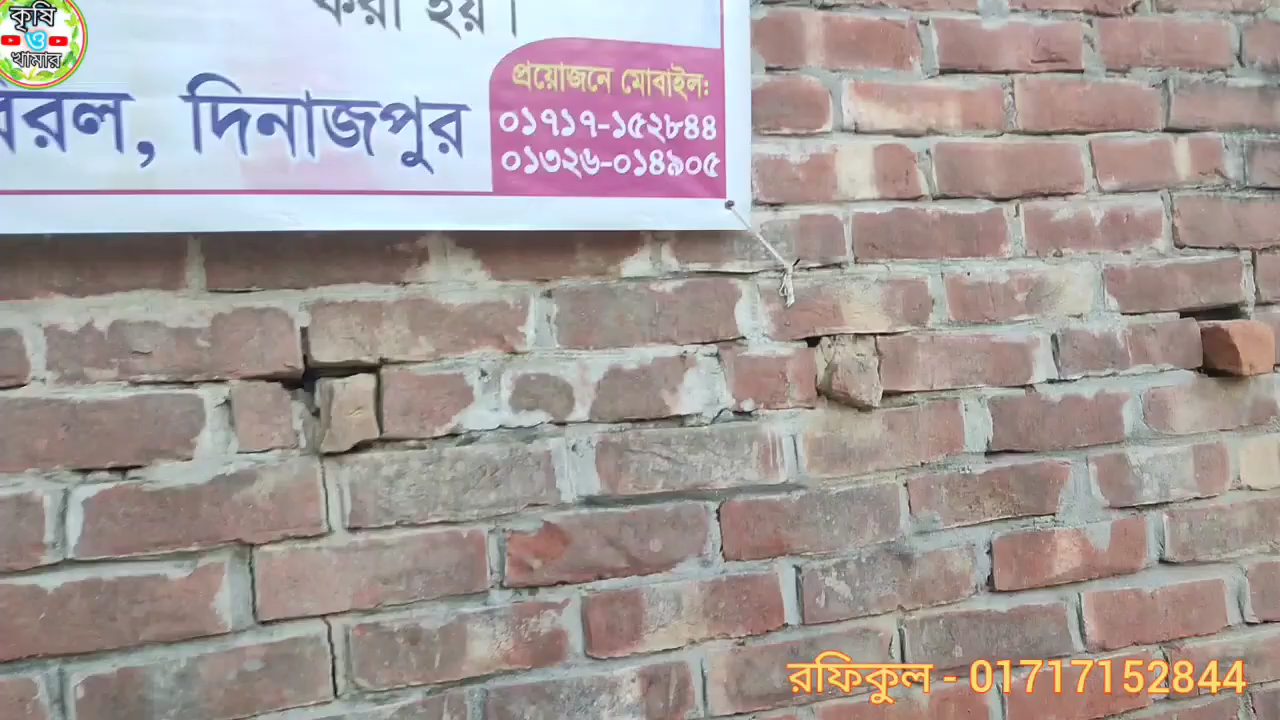 কৃষি
ও
খামার
করা হয়।
বিরল, দিনাজপুর
প্রয়োজনে মোবাইল:
০১৭১৭-১৫২৮৪৪
০১৩২৬-০১৪৯০৫
রফিকুল - 01717152844